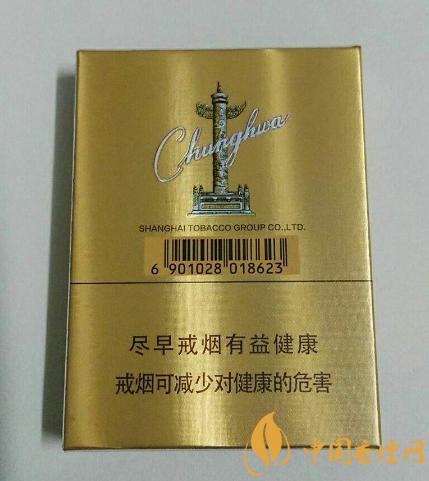 Chunghwa
SHANGHAI TOBACCO GROUP CO.,LTD.
6 901028 018623
尽早戒烟有益健康
戒烟可减少对健康的危害
中国香烟网